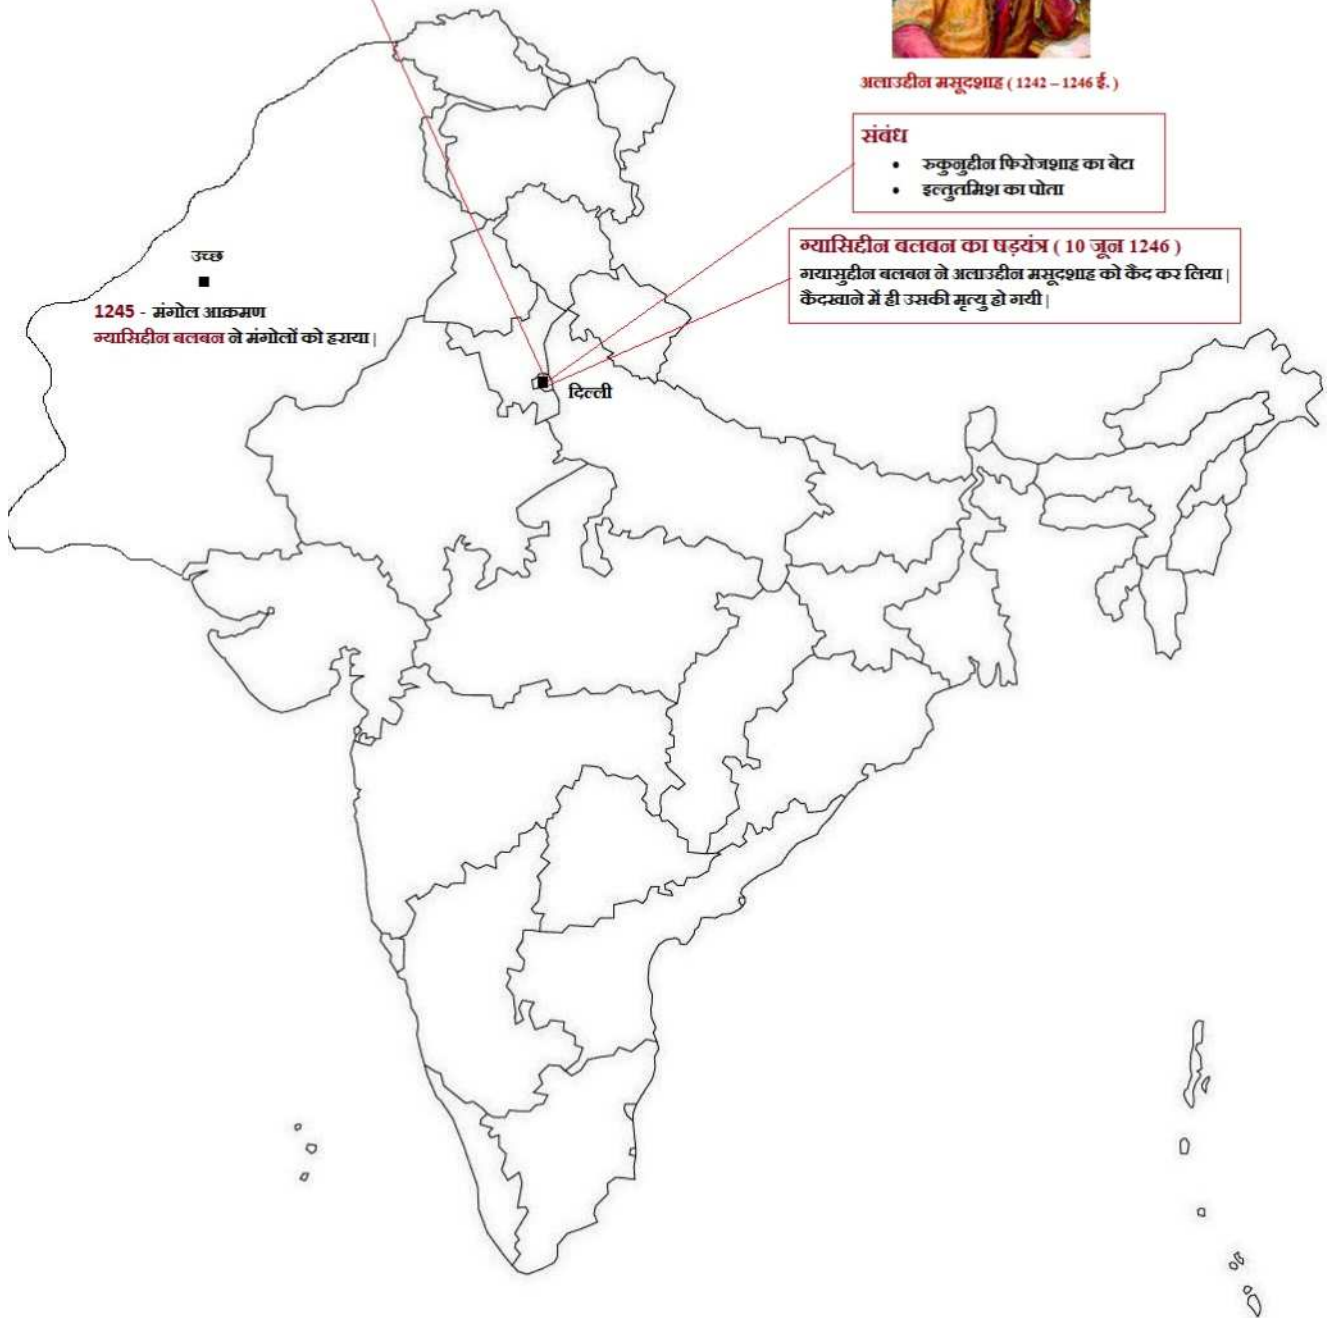 अलाउद्दीन मसूदशाह ( 1242 – 1246 ई. )
संबंध
• रुकुनुद्दीन फिरोजशाह का बेटा
• इल्तुतमिश का पोता
ग्यासिद्दीन बलबन का षड़यंत्र ( 10 जून 1246 )
गयासुद्दीन बलबन ने अलाउद्दीन मसूदशाह को कैद कर लिया |
कैदखाने में ही उसकी मृत्यु हो गयी |
उच्छ
1245 - मंगोल आक्रमण
ग्यासिद्दीन बलबन ने मंगोलों को हराया |
दिल्ली